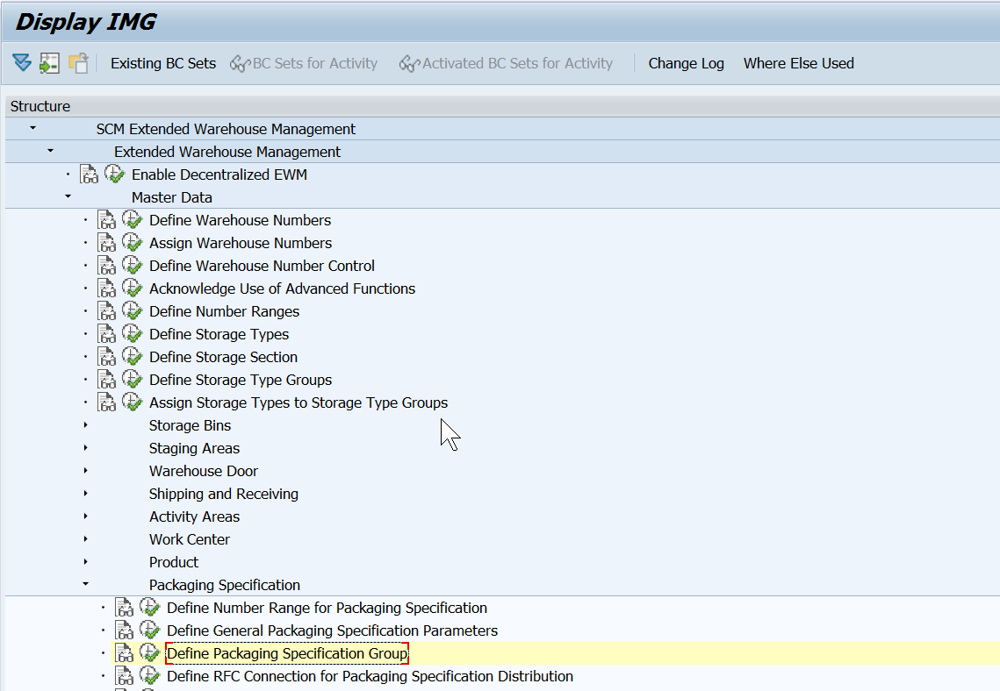 Display IMG
Existing BC Sets BC Sets for Activity Activated BC Sets for Activity Change Log Where Else Used
Structure
SCM Extended Warehouse Management
Extended Warehouse Management
Enable Decentralized EWM
Master Data
Define Warehouse Numbers
Assign Warehouse Numbers
Define Warehouse Number Control
Acknowledge Use of Advanced Functions
Define Number Ranges
Define Storage Types
Define Storage Section
Define Storage Type Groups
Assign Storage Types to Storage Type Groups
Storage Bins
Staging Areas
Warehouse Door
Shipping and Receiving
Activity Areas
Work Center
Product
Packaging Specification
Define Number Range for Packaging Specification
Define General Packaging Specification Parameters
Define Packaging Specification Group
Define RFC Connection for Packaging Specification Distribution